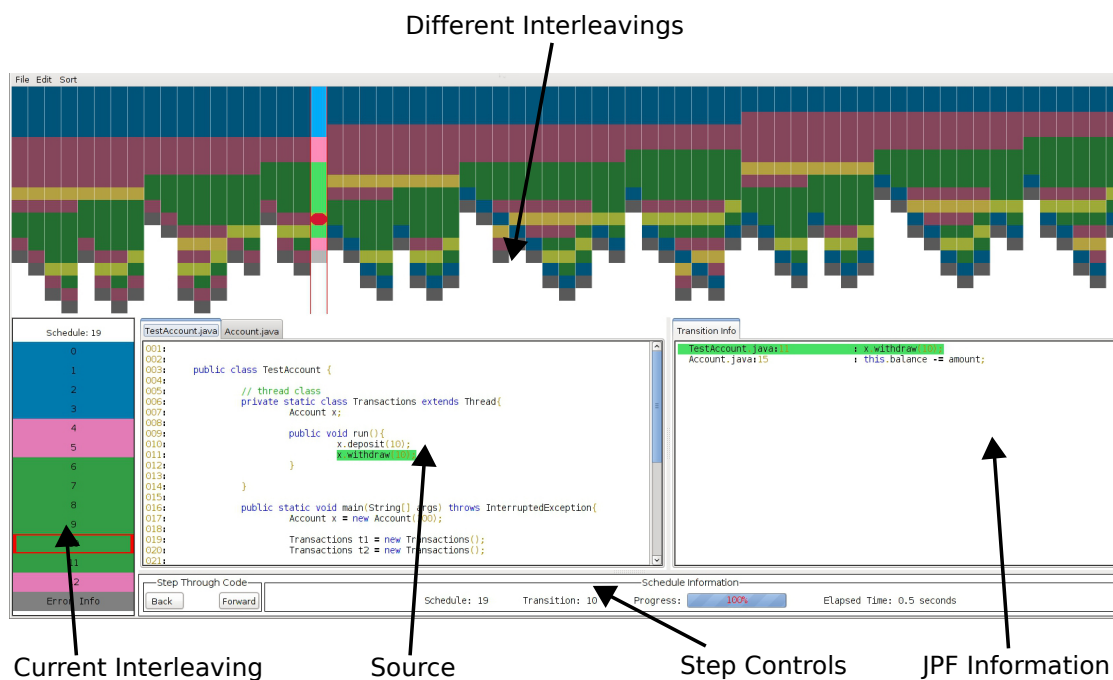 Different Interleavings
File Edit Sort
Schedule: 19
0
1
2
3
4
5
6
7
8
9
11
Error Info
TestAccount.java Account.java
001:
002:
003: public class TestAccount {
004:
005: // thread class
006: private static class Transactions extends Thread{
007: Account x;
008:
009: public void run(){
010: x.deposit(10);
011: x.withdraw(10);
012: }
013:
014: }
015:
016: public static void main(String[] args) throws InterruptedException{
017: Account x = new Account(100);
018:
019: Transactions t1 = new Transactions();
020: Transactions t2 = new Transactions();
021:
Transition Info
TestAccount.java:11 : x.withdraw(10);
Account.java:15 : this.balance -= amount;
Step Through Code
Back Forward
Schedule Information
Schedule: 19 Transition: 10 Progress: 100% Elapsed Time: 0.5 seconds
Current Interleaving
Source
Step Controls
JPF Information